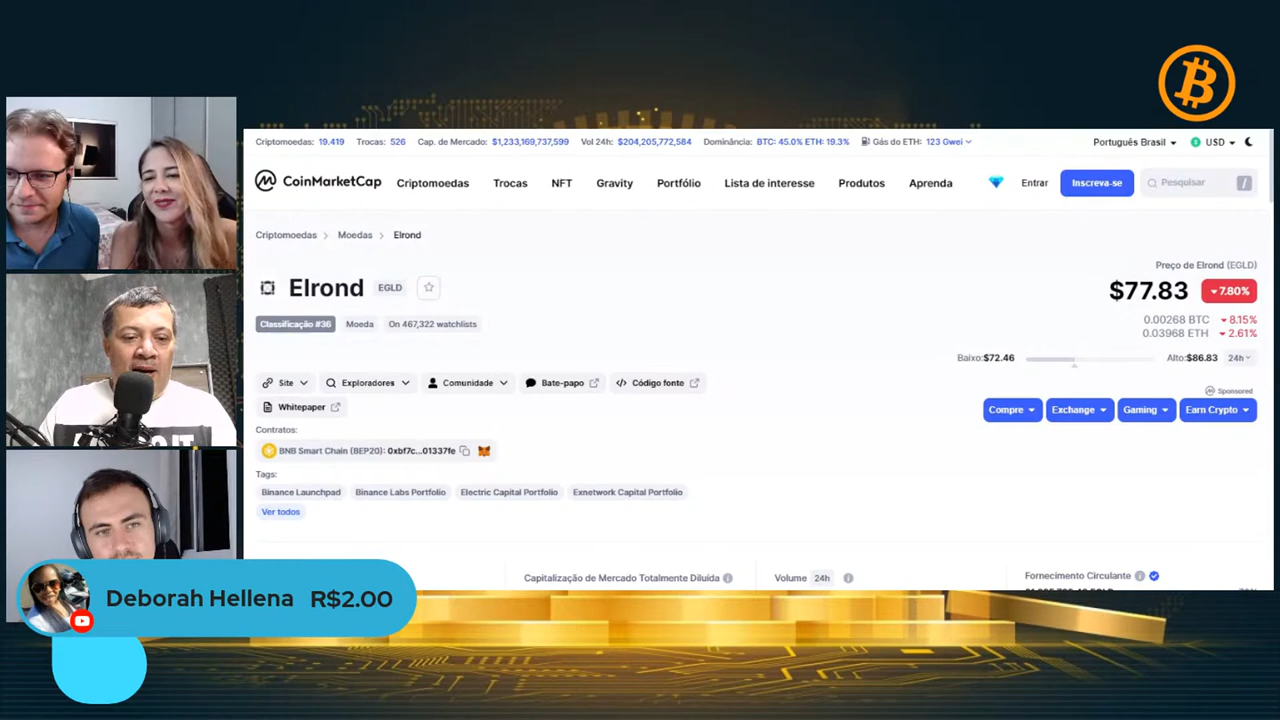 Criptomoedas: 19.419 Trocas: 526 Cap. de Mercado: $1,233,169,737,599 Vol 24h: $204,205,772,584 Dominância: BTC: 45.0% ETH: 19.3% Gás do ETH: 123 Gwei Português Brasil USD
CoinMarketCap Criptomoedas Trocas NFT Gravity Portfólio Lista de interesse Produtos Aprenda Entrar Inscreva-se Pesquisar /
Criptomoedas > Moedas > Elrond
Preço de Elrond (EGLD)
Elrond EGLD
$77.83 7.80%
Classificação #36 Moeda On 467,322 watchlists
0.00268 BTC 8.15%
0.03968 ETH 2.61%
Baixo: $72.46 Alto: $86.83 24h
Site Exploradores Comunidade Bate-papo Código fonte
Sponsored
Whitepaper
Compre Exchange Gaming Earn Crypto
Contratos:
BNB Smart Chain (BEP20): 0xbf7c...01337fe
Tags:
Binance Launchpad Binance Labs Portfolio Electric Capital Portfolio Exnetwork Capital Portfolio
Ver todos
Capitalização de Mercado Totalmente Diluída Volume 24h Fornecimento Circulante
Deborah Hellena R$2.00